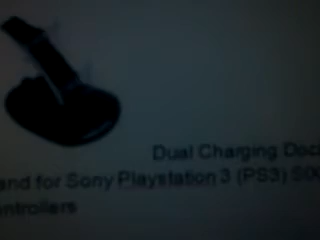 Dual Charging Doc
and for Sony Playstation 3 (PS3) S
ntrollers